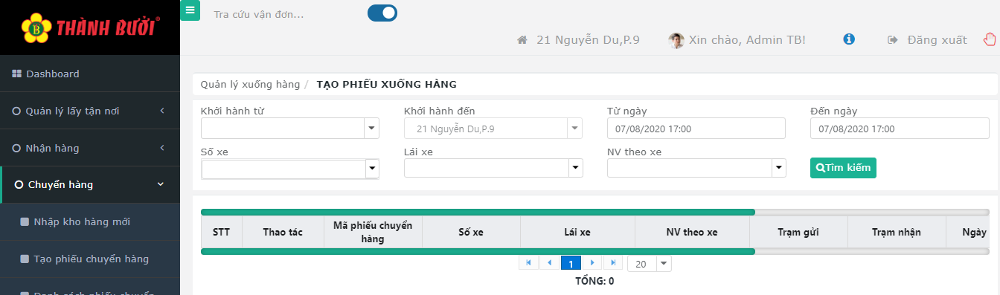 THÀNH BƯỞI®
B
Tra cứu vận đơn...
21 Nguyễn Du,P.9
Xin chào, Admin TB!
Đăng xuất
Dashboard
Quản lý lấy tận nơi
Nhận hàng
Chuyển hàng
Nhập kho hàng mới
Tạo phiếu chuyển hàng
Danh sách phiếu chuyển
Quản lý xuống hàng / TẠO PHIẾU XUỐNG HÀNG
Khởi hành từ
Khởi hành đến
Từ ngày
Đến ngày
21 Nguyễn Du,P.9
07/08/2020 17:00
07/08/2020 17:00
Số xe
Lái xe
NV theo xe
Tìm kiếm
STT
Thao tác
Mã phiếu chuyển
hàng
Số xe
Lái xe
NV theo xe
Trạm gửi
Trạm nhận
Ngày
1
20
TỔNG: 0